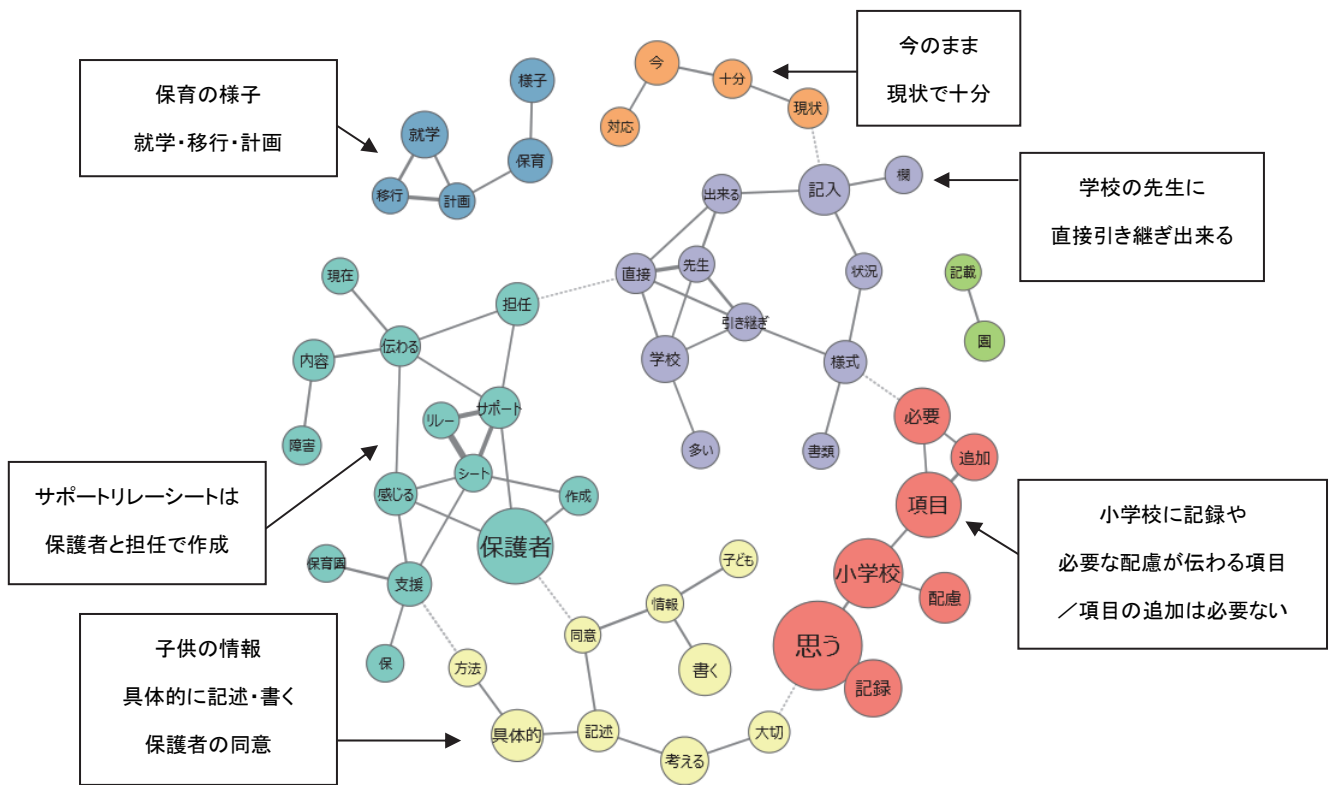 保育の様子
就学・移行・計画
今のまま
現状で十分
学校の先生に
直接引き継ぎ出来る
サポートリレーシートは
保護者と担任で作成
小学校に記録や
必要な配慮が伝わる項目
／項目の追加は必要ない
子供の情報
具体的に記述・書く
保護者の同意
様子
就学
保育
移行
計画
今
十分
現状
対応
記入
欄
出来る
直接
先生
状況
引き継ぎ
学校
様式
多い
書類
記載
園
現在
担任
伝わる
内容
障害
サポート
リレー
シート
感じる
作成
保護者
保育園
支援
保
必要
追加
項目
小学校
配慮
思う
記録
子ども
情報
同意
書く
方法
具体的
記述
考える
大切